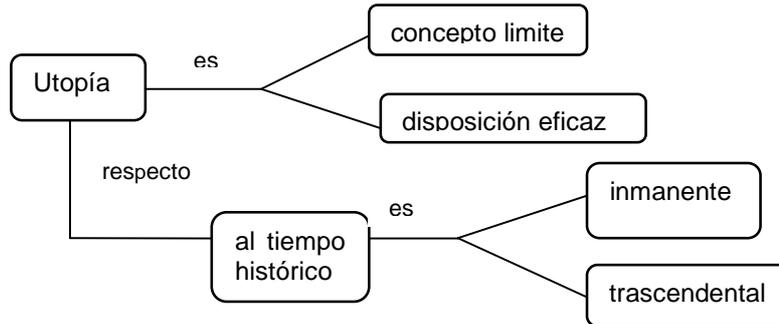 concepto limite
es
Utopía
disposición eficaz
respecto
inmanente
es
al tiempo
histórico
trascendental